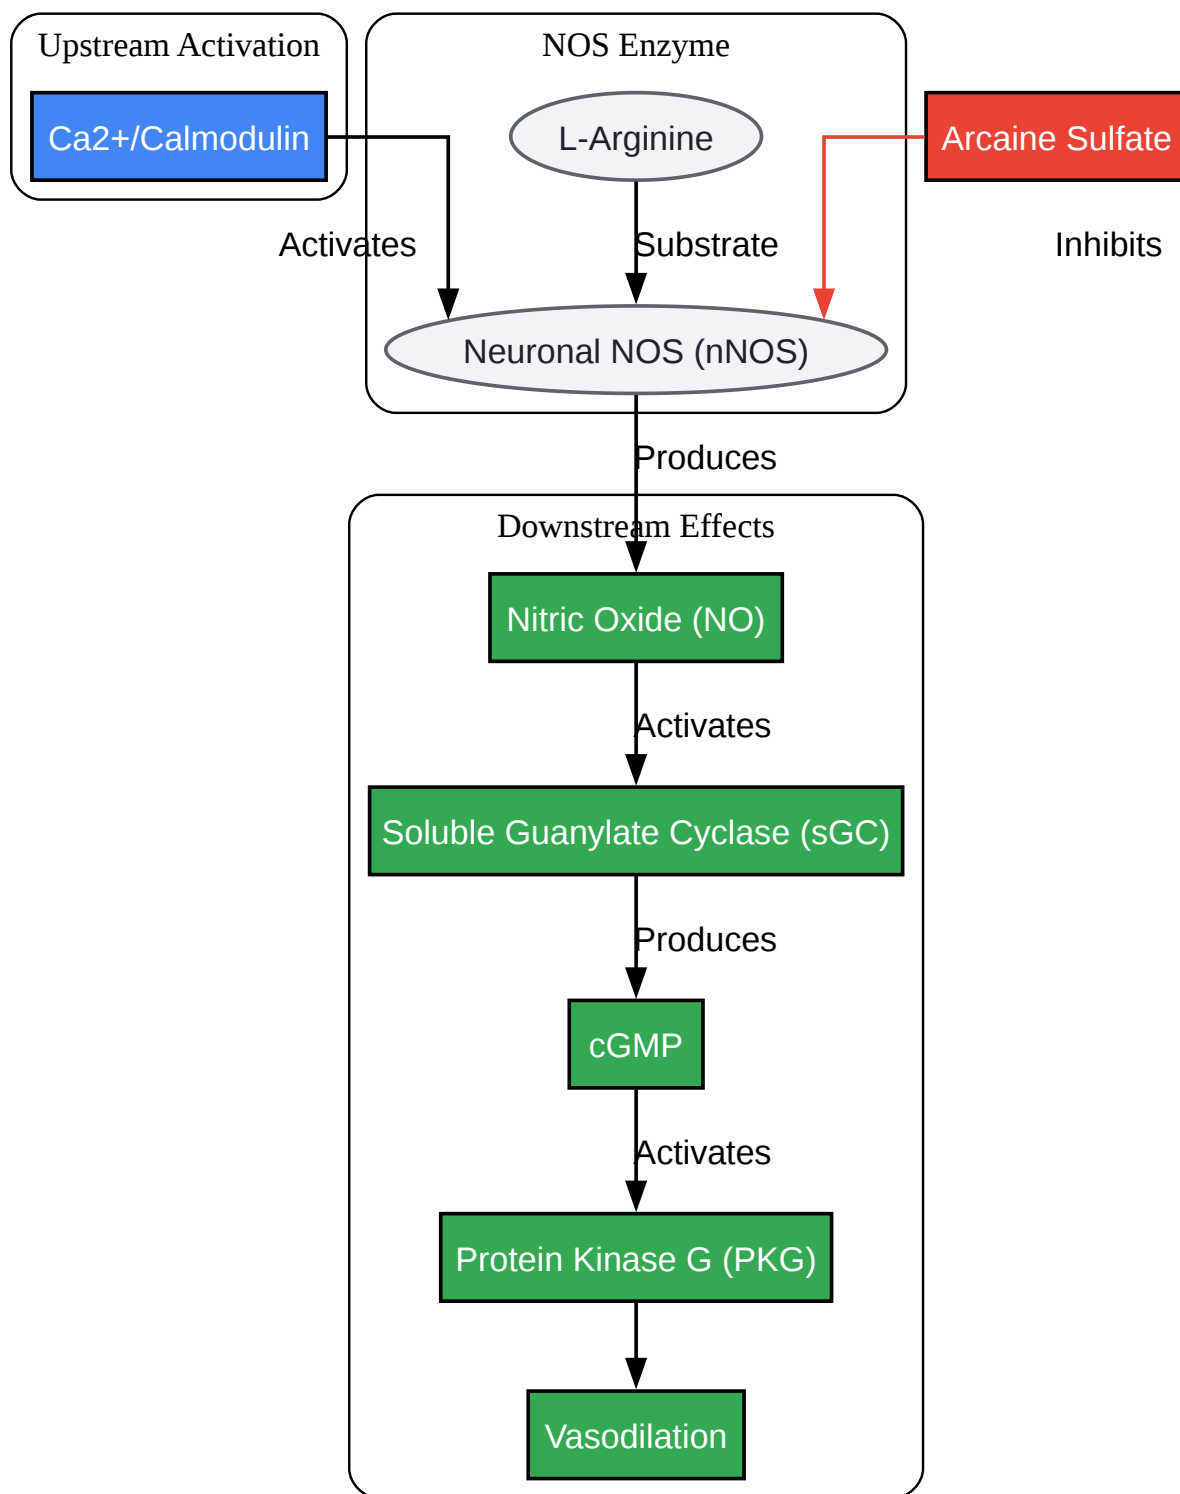 Upstream Activation
NOS Enzyme
Ca2+/Calmodulin
L-Arginine
Arcaine Sulfate
Activates
Substrate
Inhibits
Neuronal NOS (nNOS)
Produces
Downstream Effects
Nitric Oxide (NO)
Activates
Soluble Guanylate Cyclase (sGC)
Produces
cGMP
Activates
Protein Kinase G (PKG)
Vasodilation